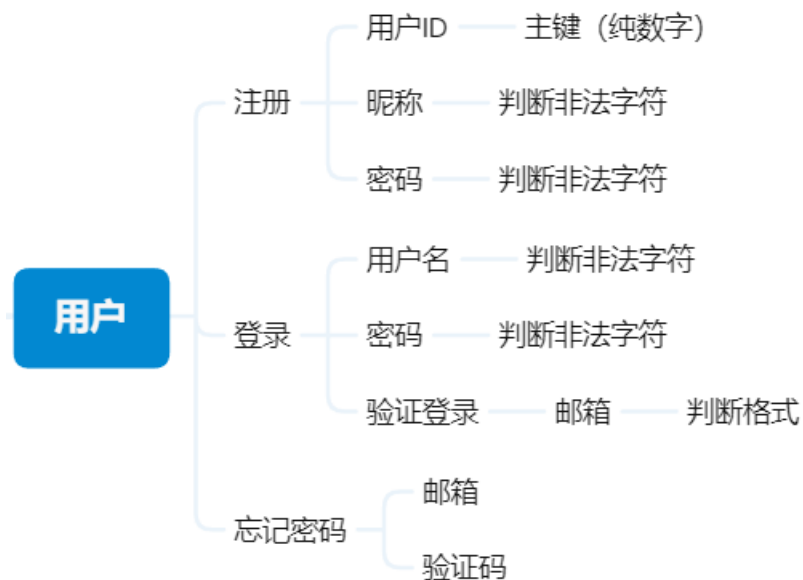 用户
注册
用户ID
主键（纯数字）
昵称
判断非法字符
密码
判断非法字符
登录
用户名
判断非法字符
密码
判断非法字符
验证登录
邮箱
判断格式
忘记密码
邮箱
验证码